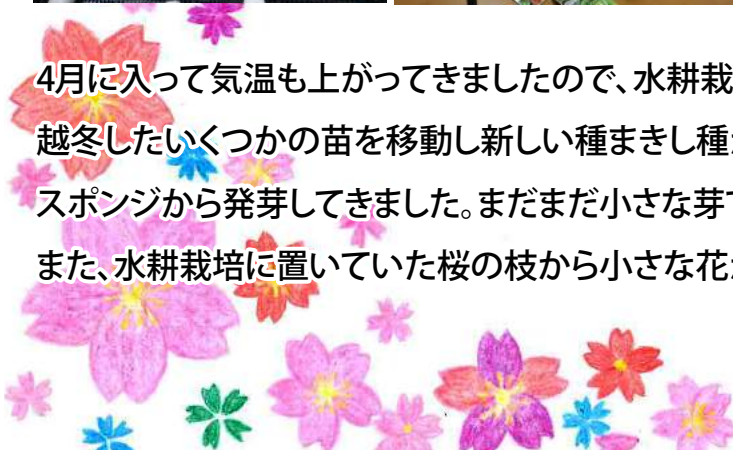 4月に入って気温も上がってきましたので、水耕栽
越冬したいくつかの苗を移動し新しい種まきし種
スポンジから発芽してきました。まだまだ小さな芽
また、水耕栽培に置いていた桜の枝から小さな花